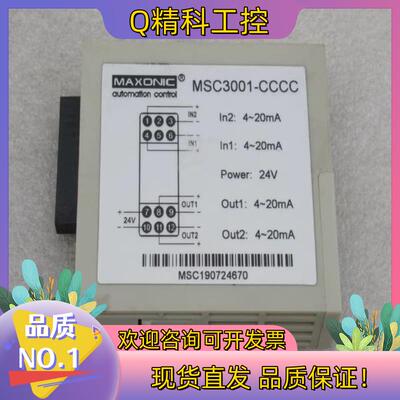 Q精科工控
MAXONIC®
automation control
MSC3001-CCCC
1 2 3
4 5 6
IN2
IN1
In2: 4~20mA
In1: 4~20mA
Power: 24V
Out1: 4~20mA
Out2: 4~20mA
+
24V
−
7 8 9
10 11 12
OUT1
OUT2
MSC190724670
品质
NO.1
欢迎咨询可开发票
现货直发 品质保证!